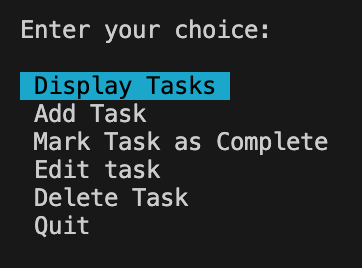 Enter your choice:
Display Tasks
Add Task
Mark Task as Complete
Edit task
Delete Task
Quit